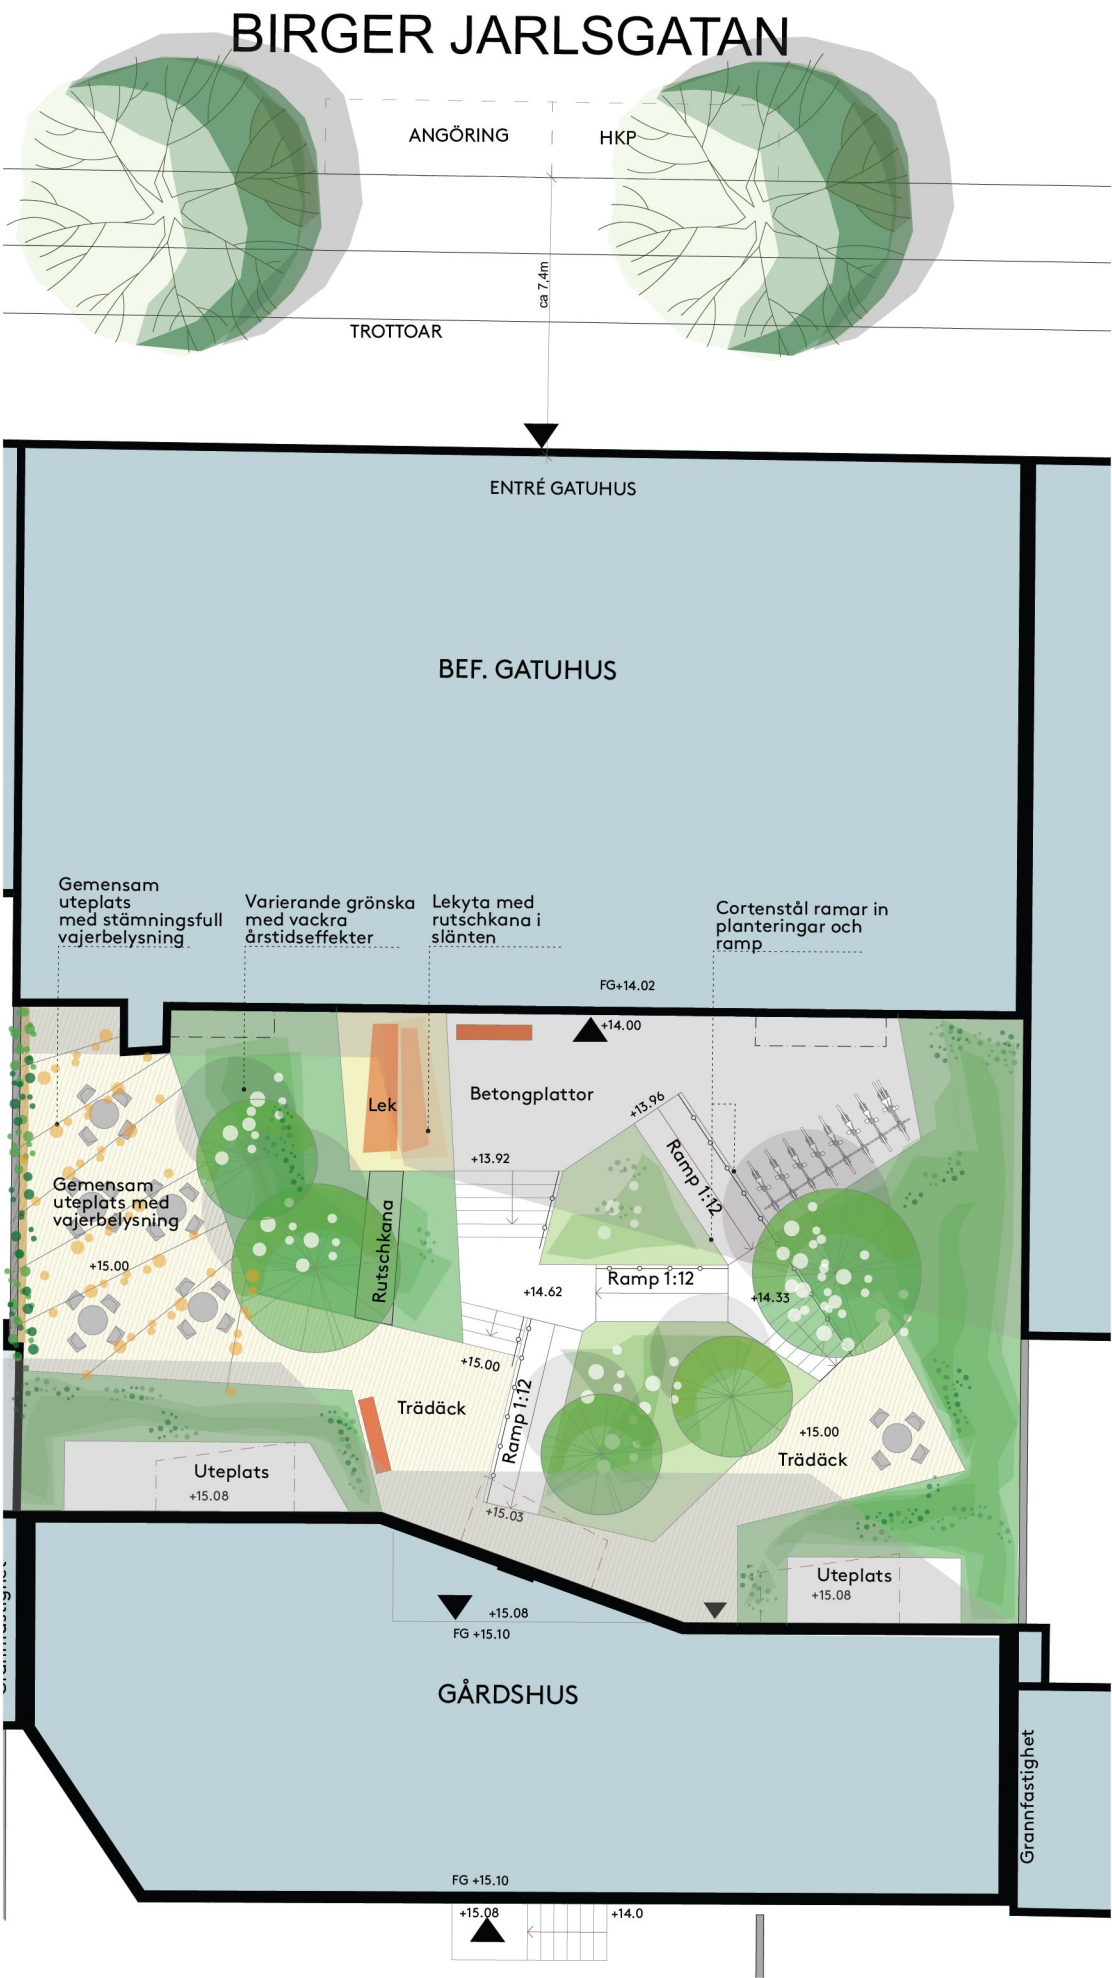 BIRGER JARLSGATAN
ANGÖRING
HKP
ca 7,4m
TROTTOAR
ENTRÉ GATUHUS
BEF. GATUHUS
Gemensam
uteplats
med stämningsfull
vajerbelysning
Varierande grönska
med vackra
årstidseffekter
Lekyta med
rutschkana i
slänten
Cortenstål ramar in
planteringar och
ramp
FG+14.02
+14.00
Betongplattor
Lek
+13.96
+13.92
Ramp 1:12
Gemensam
uteplats med
vajerbelysning
+15.00
Rutschkana
Ramp 1:12
+14.62
+14.33
+15.00
Ramp 1:12
Trädäck
+15.00
Trädäck
Uteplats
+15.08
+15.03
Uteplats
+15.08
+15.08
FG +15.10
GÅRDSHUS
Grannfastighet
FG +15.10
+15.08
+14.0